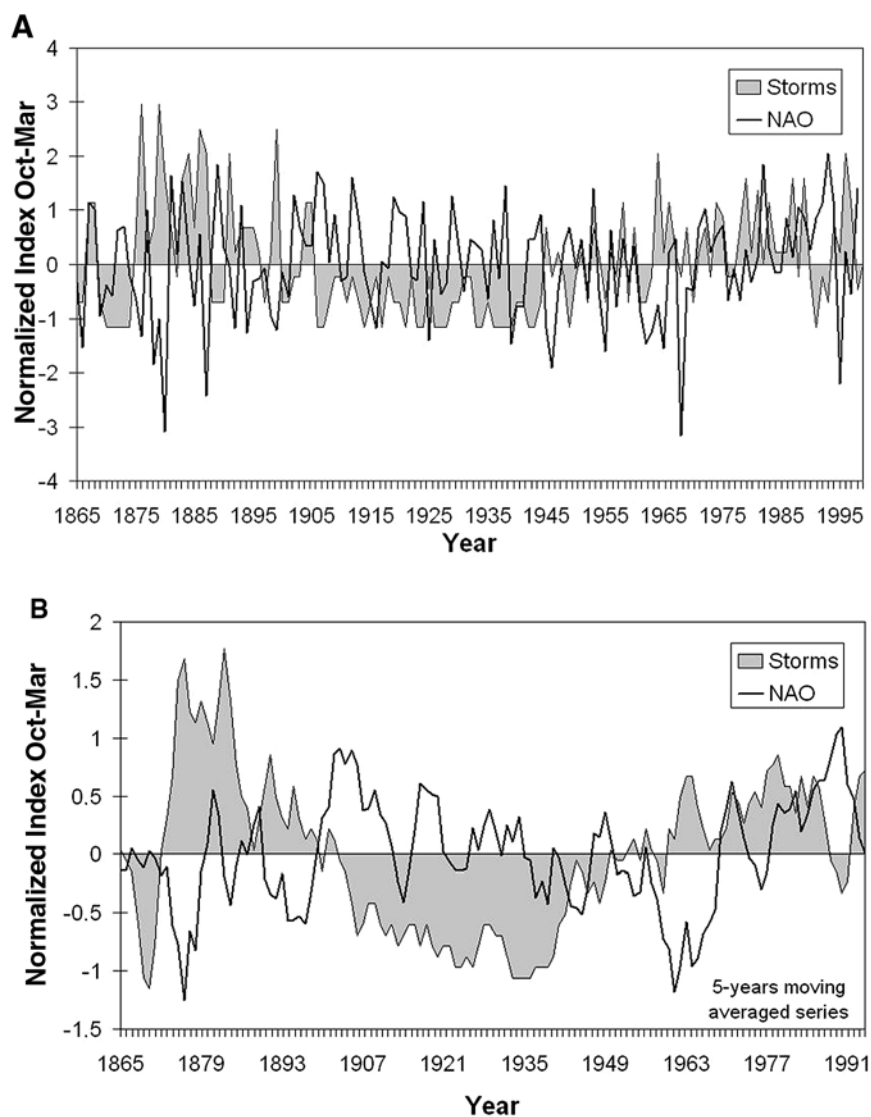 A
Normalized Index Oct-Mar
4
3
2
1
0
-1
-2
-3
-4
Storms
NAO
1865 1875 1885 1895 1905 1915 1925 1935 1945 1955 1965 1975 1985 1995
Year
B
Normalized Index Oct-Mar
2
1.5
1
0.5
0
-0.5
-1
-1.5
Storms
NAO
5-years moving
averaged series
1865 1879 1893 1907 1921 1935 1949 1963 1977 1991
Year